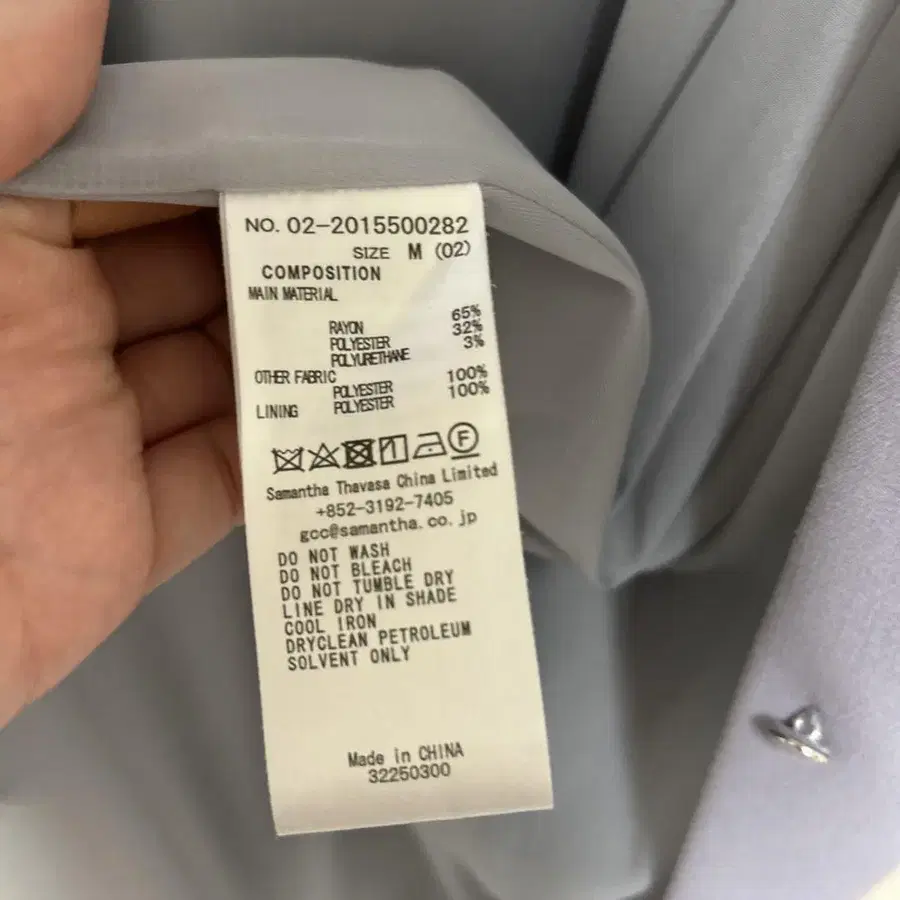 NO. 02-2015500282
SIZE M (02)
COMPOSITION
MAIN MATERIAL
RAYON 65%
POLYESTER 32%
POLYURETHANE 3%
OTHER FABRIC
POLYESTER 100%
LINING POLYESTER 100%
F
Samantha Thavasa China Limited
+852-3192-7405
gcc@samantha.co.jp
DO NOT WASH
DO NOT BLEACH
DO NOT TUMBLE DRY
LINE DRY IN SHADE
COOL IRON
DRYCLEAN PETROLEUM
SOLVENT ONLY
Made in CHINA
32250300